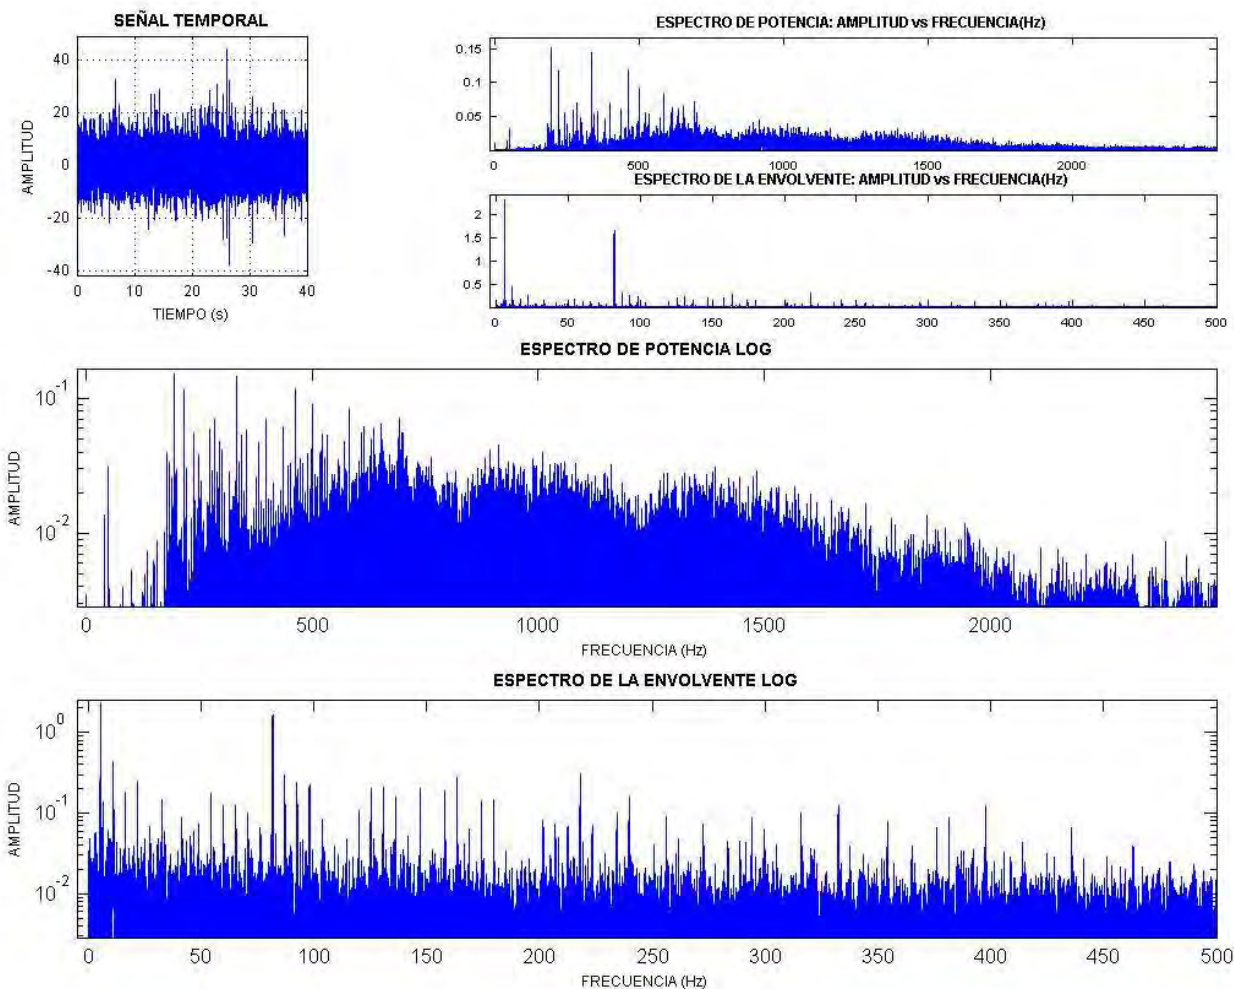 SEÑAL TEMPORAL
40
20
0
-20
-40
AMPLITUD
0 10 20 30 40
TIEMPO (s)
ESPECTRO DE POTENCIA: AMPLITUD vs FRECUENCIA(Hz)
0.15
0.1
0.05
0 500 1000 1500 2000
ESPECTRO DE LA ENVOLVENTE: AMPLITUD vs FRECUENCIA(Hz)
2
1.5
1
0.5
0 50 100 150 200 250 300 350 400 450 500
ESPECTRO DE POTENCIA LOG
10-1
10-2
AMPLITUD
0 500 1000 1500 2000
FRECUENCIA (Hz)
ESPECTRO DE LA ENVOLVENTE LOG
100
10-1
10-2
AMPLITUD
0 50 100 150 200 250 300 350 400 450 500
FRECUENCIA (Hz)